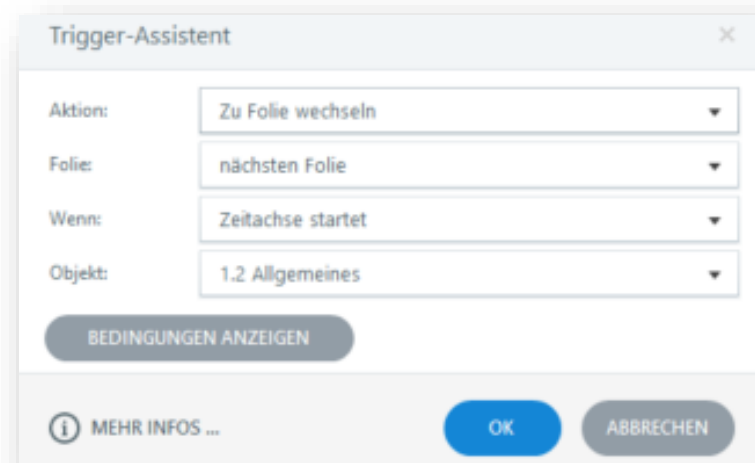 Trigger-Assistent
Aktion: Zu Folie wechseln
Folie: nächsten Folie
Wenn: Zeitachse startet
Objekt: 1.2 Allgemeines
BEDINGUNGEN ANZEIGEN
MEHR INFOS ... OK ABBRECHEN